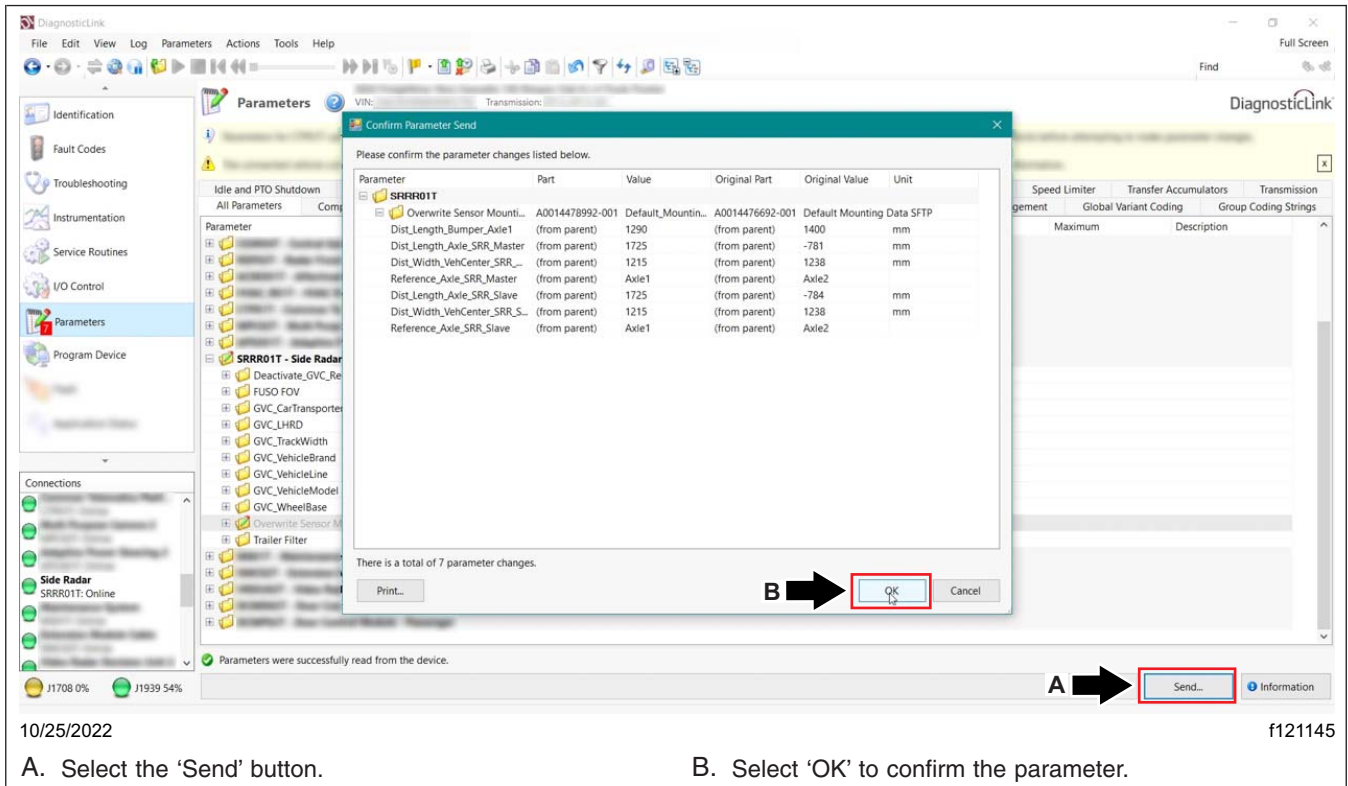 DiagnosticLink
File Edit View Log Parameters Actions Tools Help
Full Screen
Find
Identification
Fault Codes
Troubleshooting
Instrumentation
Service Routines
I/O Control
Parameters
7
Program Device
Parameters
VIN: Transmission:
DiagnosticLink
Idle and PTO Shutdown
Speed Limiter Transfer Accumulators Transmission
All Parameters Comp
gement Global Variant Coding Group Coding Strings
Parameter
Maximum Description
SRRR01T - Side Radar
Deactivate_GVC_Re
FUSO FOV
GVC_CarTransporter
GVC_LHRD
GVC_TrackWidth
GVC_VehicleBrand
GVC_VehicleLine
GVC_VehicleModel
GVC_WheelBase
Overwrite Sensor M
Trailer Filter
Confirm Parameter Send
Please confirm the parameter changes listed below.
Parameter Part Value Original Part Original Value Unit
SRRR01T
Overwrite Sensor Mounti... A0014478992-001 Default_Mountin... A0014476692-001 Default Mounting Data SFTP
Dist_Length_Bumper_Axle1 (from parent) 1290 (from parent) 1400 mm
Dist_Length_Axle_SRR_Master (from parent) 1725 (from parent) -781 mm
Dist_Width_VehCenter_SRR_... (from parent) 1215 (from parent) 1238 mm
Reference_Axle_SRR_Master (from parent) Axle1 (from parent) Axle2
Dist_Length_Axle_SRR_Slave (from parent) 1725 (from parent) -784 mm
Dist_Width_VehCenter_SRR_S... (from parent) 1215 (from parent) 1238 mm
Reference_Axle_SRR_Slave (from parent) Axle1 (from parent) Axle2
There is a total of 7 parameter changes.
Print...
B
OK
Cancel
Connections
Side Radar
SRRR01T: Online
Parameters were successfully read from the device.
J1708 0% J1939 54%
A
Send...
Information
10/25/2022
f121145
A. Select the ‘Send’ button.
B. Select ‘OK’ to confirm the parameter.